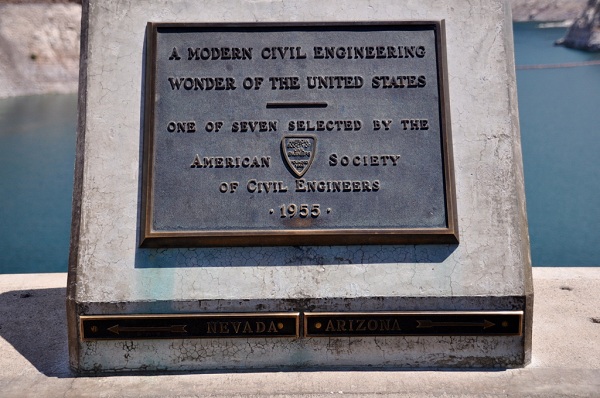 A MODERN CIVIL ENGINEERING
WONDER OF THE UNITED STATES
ONE OF SEVEN SELECTED BY THE
AMERICAN SOCIETY
OF CIVIL ENGINEERS
· 1955 ·
NEVADA ARIZONA